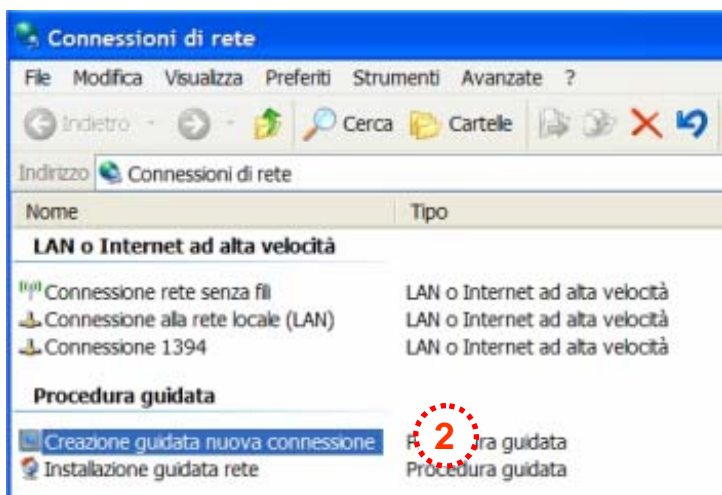 Connessioni di rete
File Modifica Visualizza Preferiti Strumenti Avanzate ?
Indietro Cerca Cartelle
Indirizzo Connessioni di rete
Nome Tipo
LAN o Internet ad alta velocità
Connessione rete senza fili LAN o Internet ad alta velocità
Connessione alla rete locale (LAN) LAN o Internet ad alta velocità
Connessione 1394 LAN o Internet ad alta velocità
Procedura guidata
Creazione guidata nuova connessione 2 guidata
Installazione guidata rete Procedura guidata